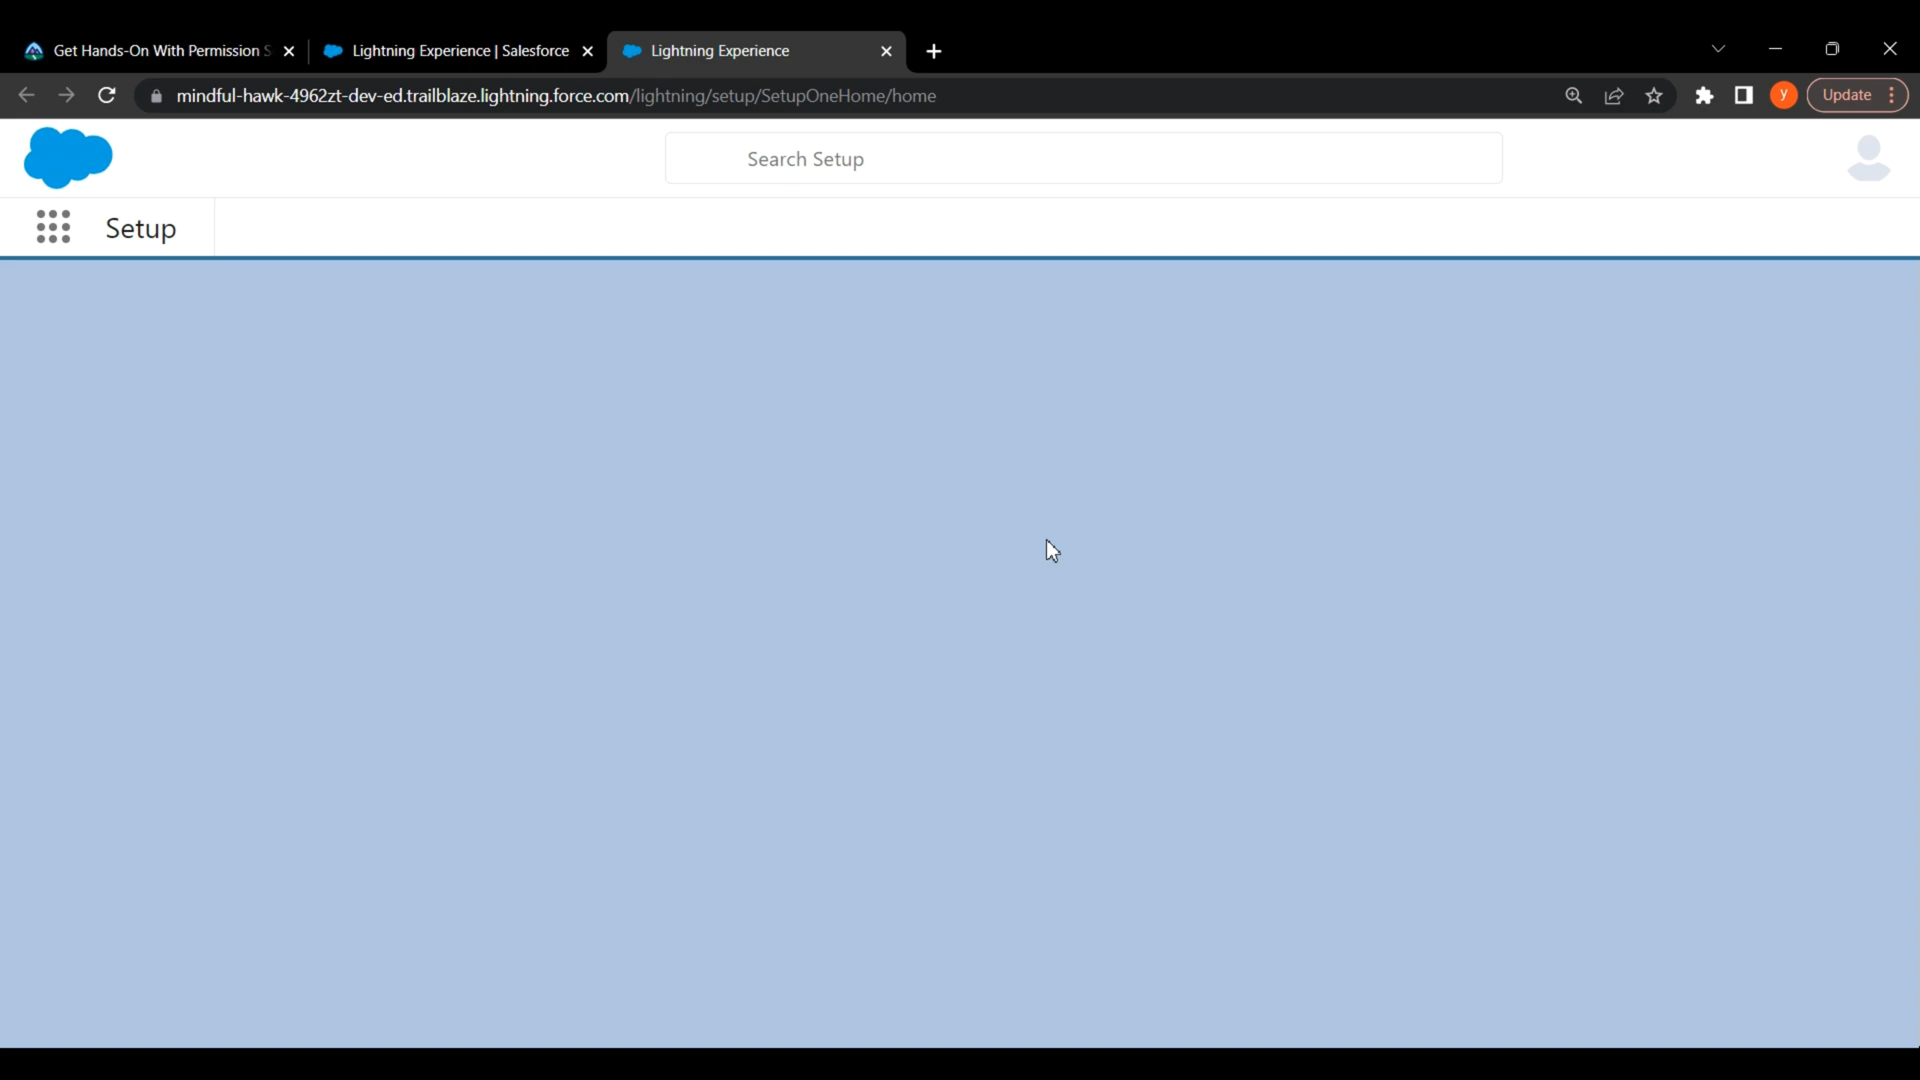 Get Hands-On With Permission S
Lightning Experience | Salesforce
Lightning Experience
mindful-hawk-4962zt-dev-ed.trailblaze.lightning.force.com/lightning/setup/SetupOneHome/home
y
Update
Search Setup
Setup